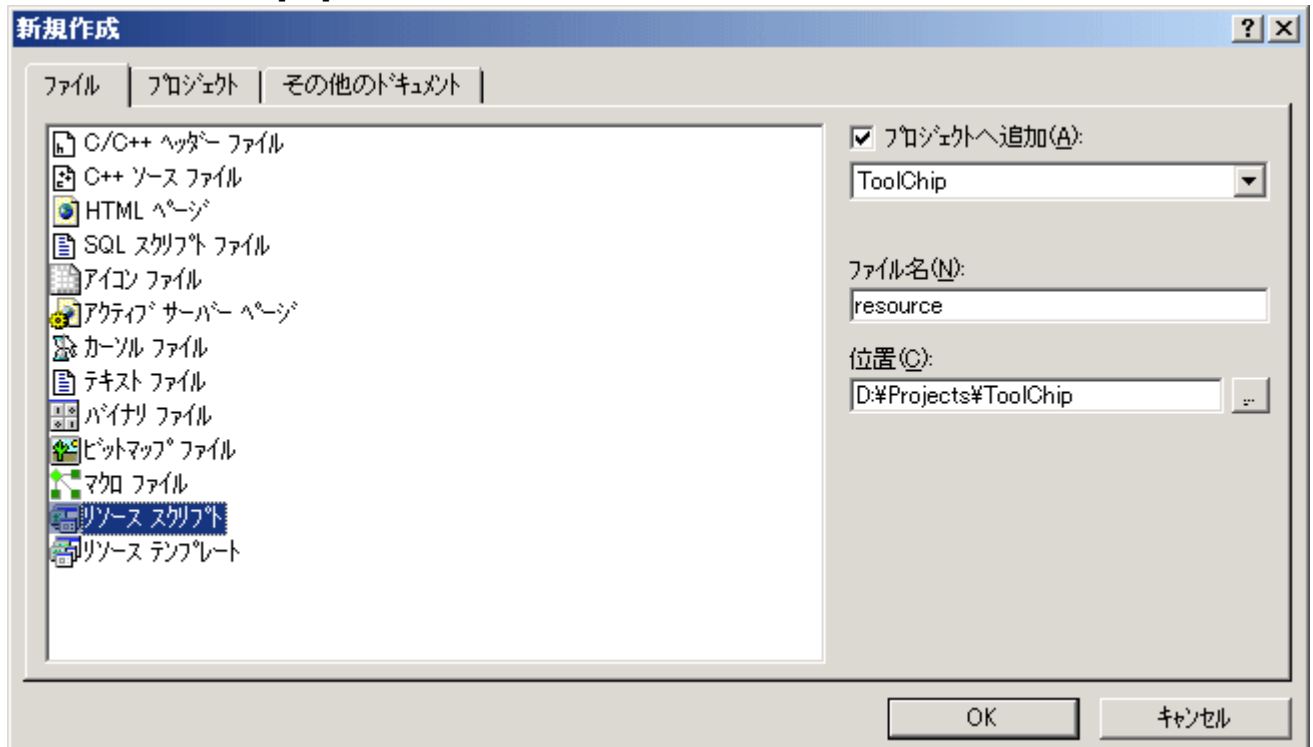 新規作成
ファイル プロジェクト その他のドキュメント
C/C++ ヘッダー ファイル
C++ ソース ファイル
HTML ページ
SQL スクリプト ファイル
アイコン ファイル
アクティブ サーバー ページ
カーソル ファイル
テキスト ファイル
バイナリ ファイル
ビットマップ ファイル
マクロ ファイル
リソース スクリプト
リソース テンプレート
プロジェクトへ追加(A):
ToolChip
ファイル名(N):
resource
位置(C):
D:¥Projects¥ToolChip
...
OK キャンセル